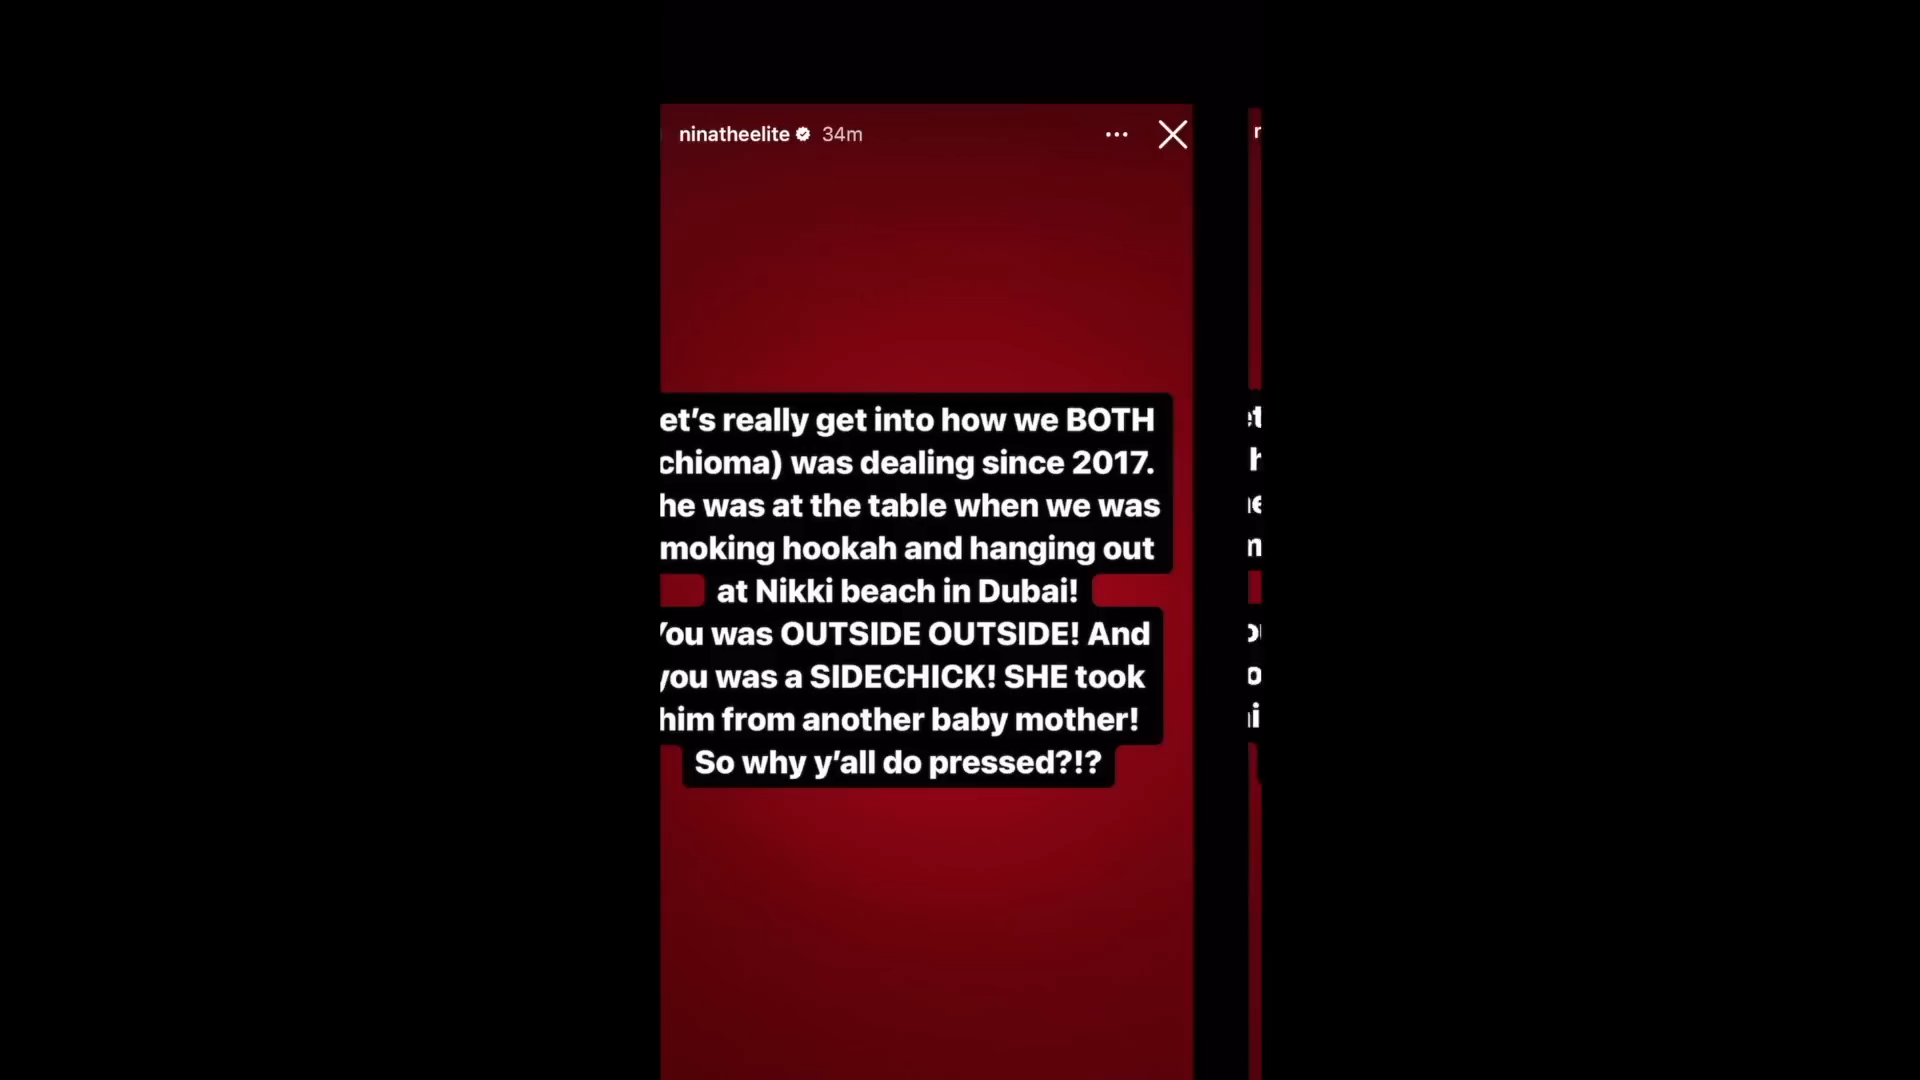 ninatheelite 34m
et’s really get into how we BOTH
chioma) was dealing since 2017.
he was at the table when we was
moking hookah and hanging out
at Nikki beach in Dubai!
You was OUTSIDE OUTSIDE! And
you was a SIDECHICK! SHE took
him from another baby mother!
So why y’all do pressed?!?